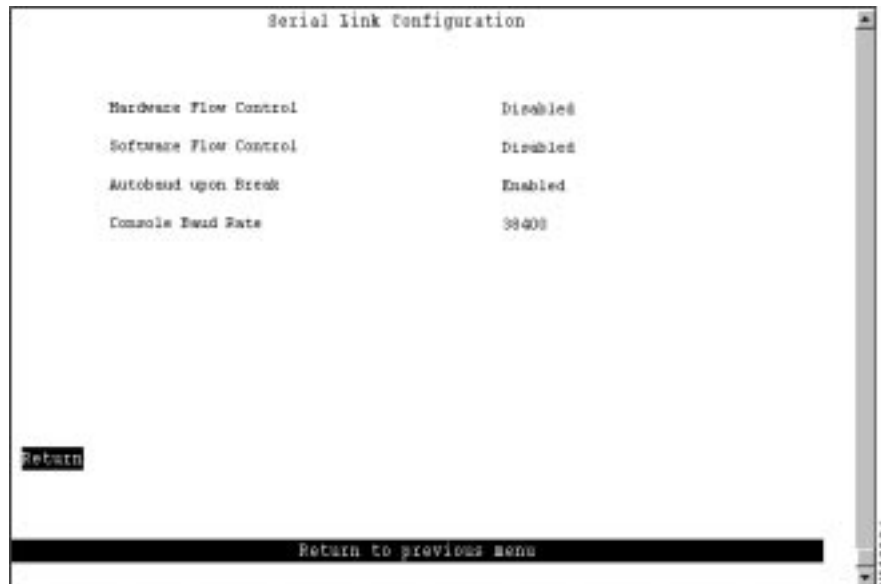 Serial Link Configuration
Hardware Flow Control Disabled
Software Flow Control Disabled
Autobaud upon Break Enabled
Console Baud Rate 38400
Return
Return to previous menu